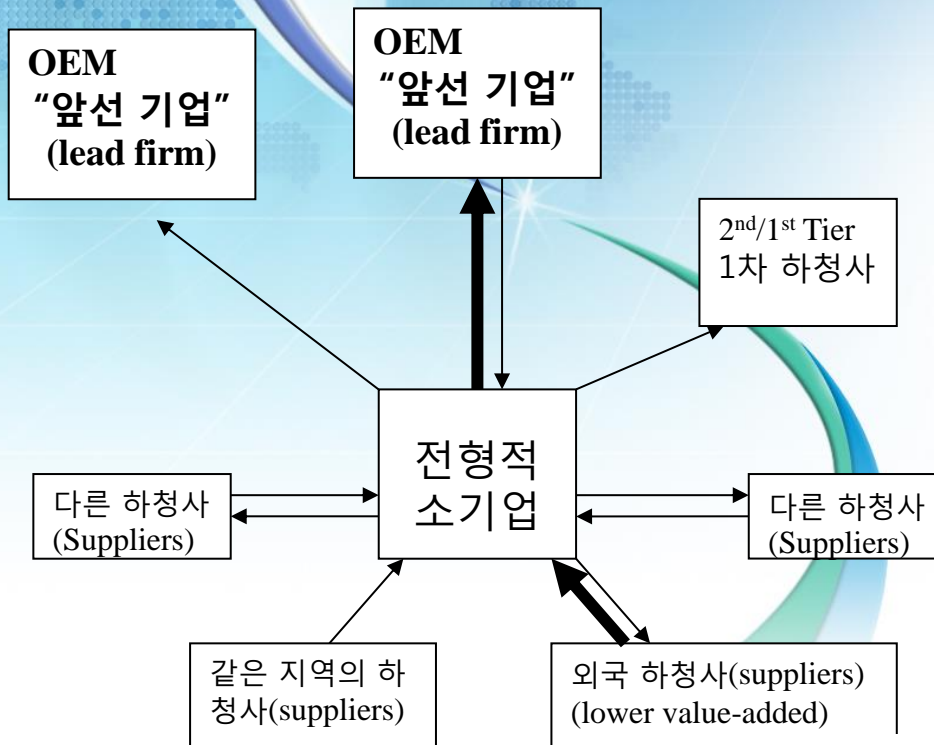 OEM
“앞선 기업”
(lead firm)
OEM
“앞선 기업”
(lead firm)
2nd/1st Tier
1차 하청사
전형적
소기업
다른 하청사
(Suppliers)
다른 하청사
(Suppliers)
같은 지역의 하
청사(suppliers)
외국 하청사(suppliers)
(lower value-added)